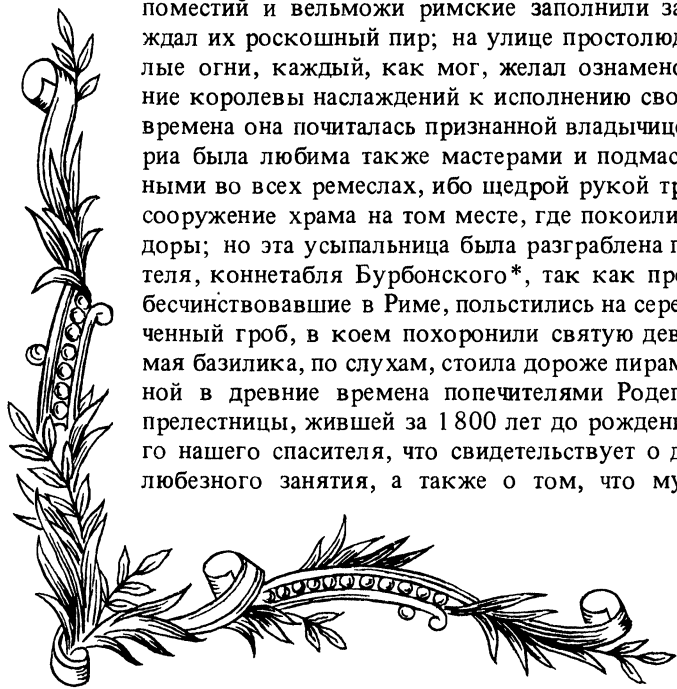 поместий и вельможи римские заполнили за
ждал их роскошный пир; на улице простолюд
лые огни, каждый, как мог, желал ознамено
ние королевы наслаждений к исполнению сво
времена она почиталась признанной владычице
риа была любима также мастерами и подмас
ными во всех ремеслах, ибо щедрой рукой тр
сооружение храма на том месте, где покоили
доры; но эта усыпальница была разграблена п
теля, коннетабля Бурбонского*, так как пре
бесчинствовавшие в Риме, польстились на сере
ченный гроб, в коем похоронили святую дев
мая базилика, по слухам, стоила дороже пирам
ной в древние времена попечителями Родеп
прелестницы, жившей за 1800 лет до рождени
го нашего спасителя, что свидетельствует о д
любезного занятия, а также о том, что му